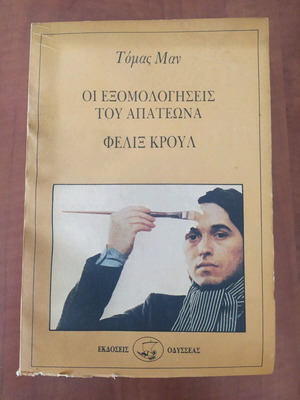 Τόμας Μαν
ΟΙ ΕΞΟΜΟΛΟΓΗΣΕΙΣ
ΤΟΥ ΑΠΑΤΕΩΝΑ
ΦΕΛΙΞ ΚΡΟΥΛ
ΕΚΔΟΣΕΙΣ ΟΔΥΣΣΕΑΣ